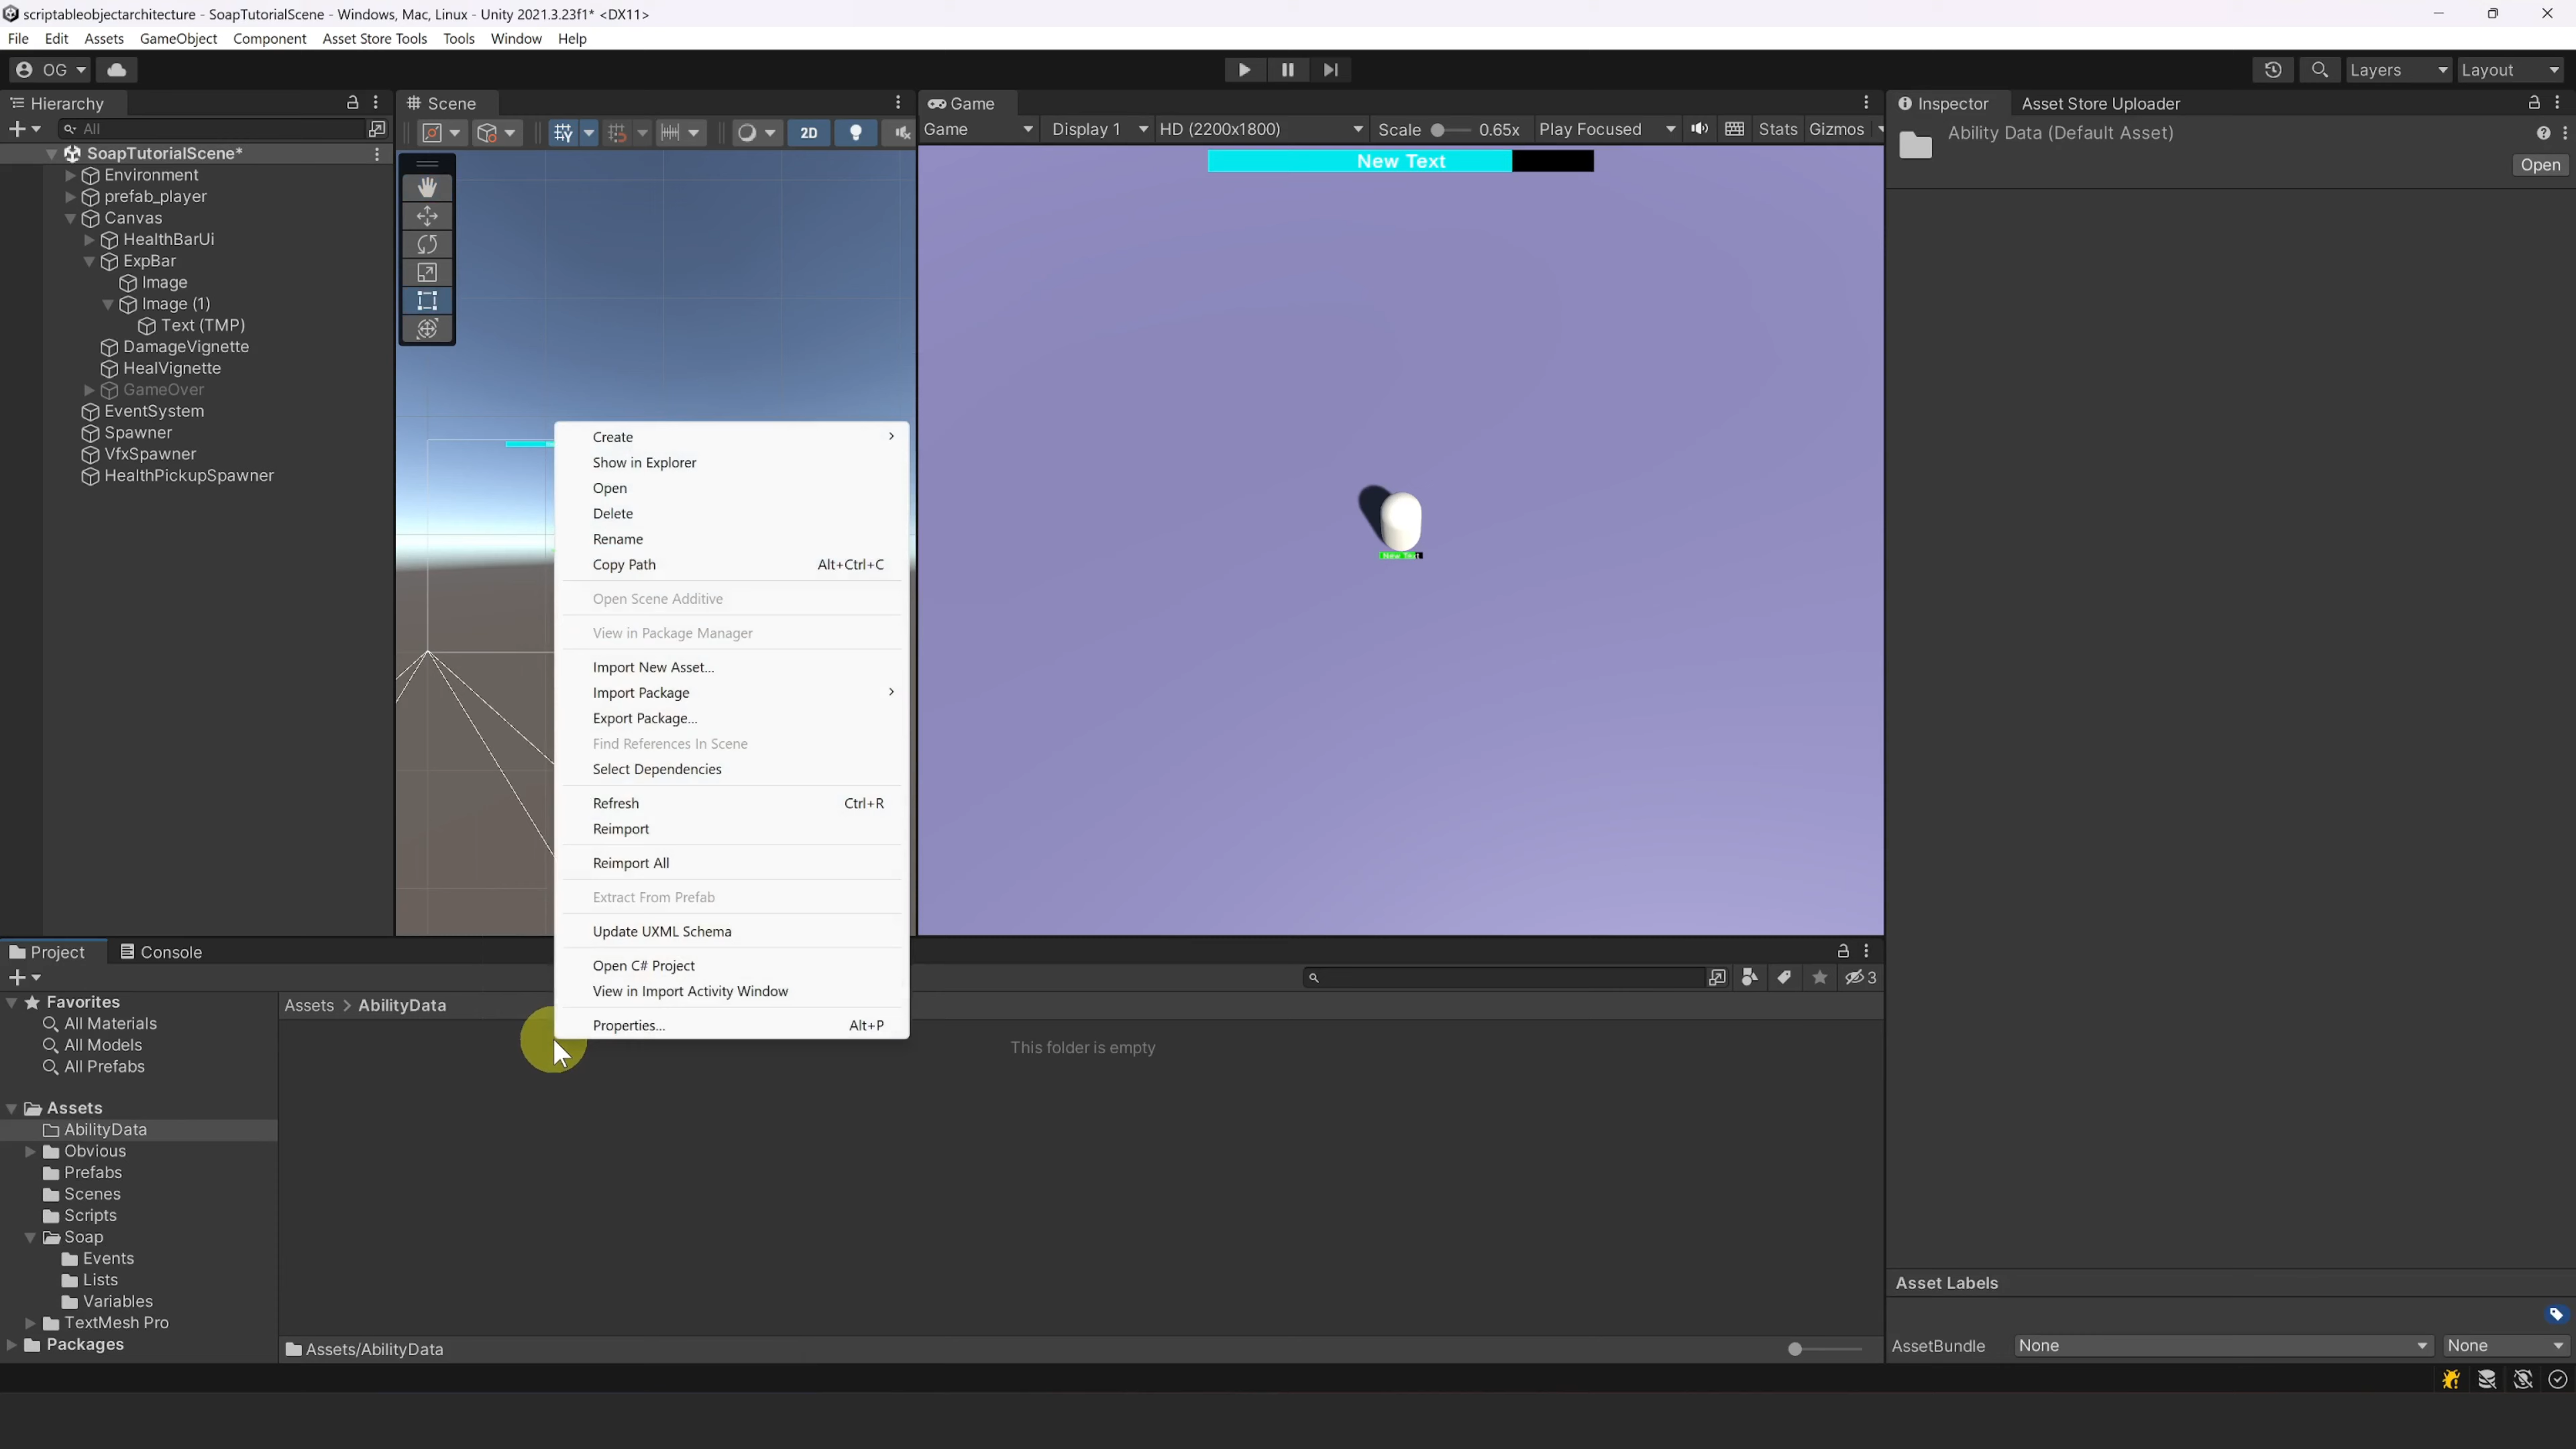 scriptableobjectarchitecture - SoapTutorialScene - Windows, Mac, Linux - Unity 2021.3.23f1* <DX11>
File Edit Assets GameObject Component Asset Store Tools Tools Window Help
OG
Layers Layout
Hierarchy
All
SoapTutorialScene*
Environment
prefab_player
Canvas
HealthBarUi
ExpBar
Image
Image (1)
Text (TMP)
DamageVignette
HealVignette
GameOver
EventSystem
Spawner
VfxSpawner
HealthPickupSpawner
Scene
2D
Create
Show in Explorer
Open
Delete
Rename
Copy Path Alt+Ctrl+C
Open Scene Additive
View in Package Manager
Import New Asset...
Import Package
Export Package...
Find References In Scene
Select Dependencies
Refresh Ctrl+R
Reimport
Reimport All
Extract From Prefab
Update UXML Schema
Open C# Project
View in Import Activity Window
Properties... Alt+P
Game
Game Display 1 HD (2200x1800) Scale 0.65x Play Focused Stats Gizmos
New Text
New Text
Inspector Asset Store Uploader
Ability Data (Default Asset)
Open
Asset Labels
AssetBundle None None
Project Console
3
Favorites
All Materials
All Models
All Prefabs
Assets
AbilityData
Obvious
Prefabs
Scenes
Scripts
Soap
Events
Lists
Variables
TextMesh Pro
Packages
Assets > AbilityData
This folder is empty
Assets/AbilityData